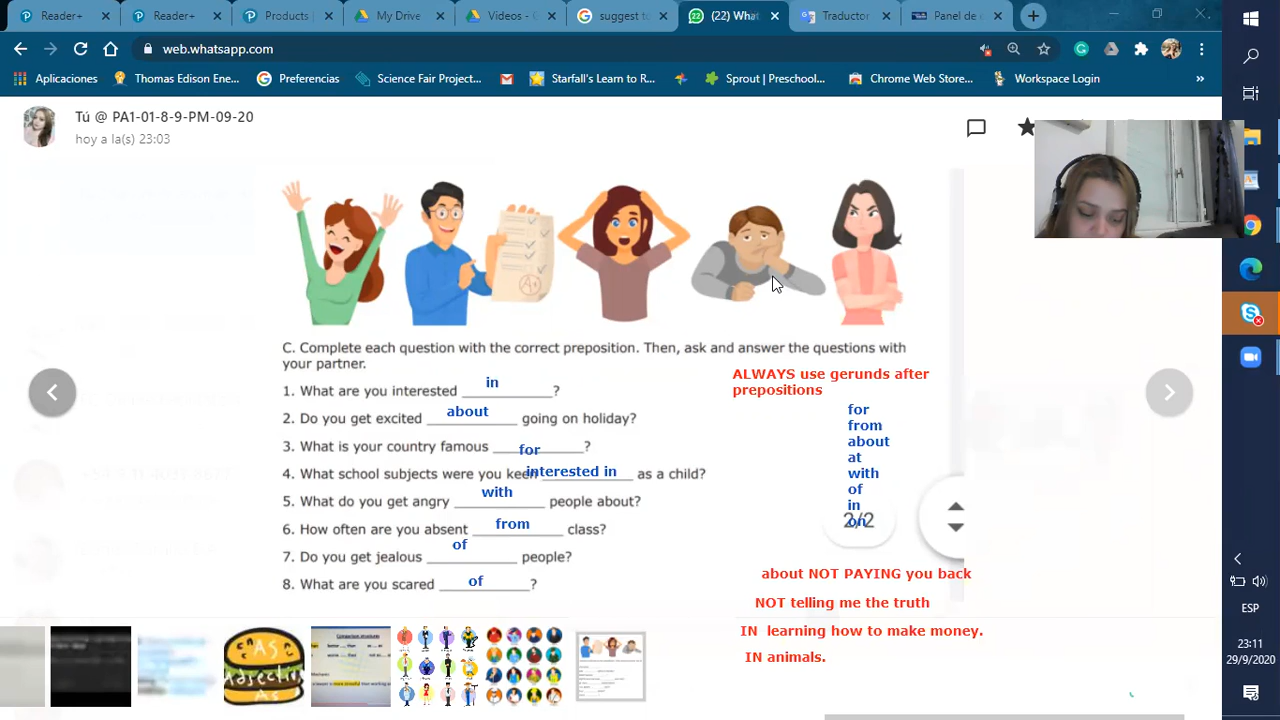 Reader+
Reader+
Products
My Drive
Videos - G
suggest to
(22) What
Traductor
Panel de c
web.whatsapp.com
Aplicaciones
Thomas Edison Ene...
Preferencias
Science Fair Project...
Starfall's Learn to R...
Sprout | Preschool...
Chrome Web Store...
Workspace Login
»
Tú @ PA1-01-8-9-PM-09-20
hoy a la(s) 23:03
A+
C. Complete each question with the correct preposition. Then, ask and answer the questions with
your partner.
1. What are you interested in ?
2. Do you get excited about going on holiday?
3. What is your country famous for ?
4. What school subjects were you keen interested in as a child?
5. What do you get angry with people about?
6. How often are you absent from class?
7. Do you get jealous of people?
8. What are you scared of ?
ALWAYS use gerunds after
prepositions
for
from
about
at
with
of
in
on
2/2
about NOT PAYING you back
NOT telling me the truth
IN learning how to make money.
IN animals.
AS
Adjective
AS
Comparison structures
ESP
23:11